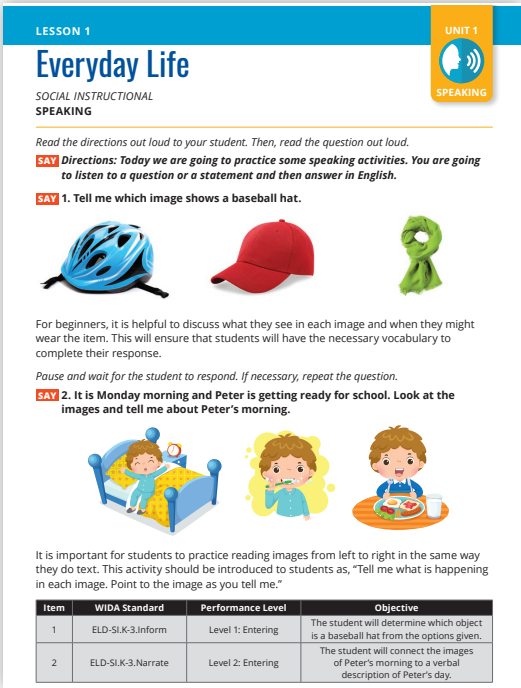 LESSON 1
UNIT 1
SPEAKING
Everyday Life
SOCIAL INSTRUCTIONAL
SPEAKING
Read the directions out loud to your student. Then, read the question out loud.
SAY Directions: Today we are going to practice some speaking activities. You are going
to listen to a question or a statement and then answer in English.
SAY 1. Tell me which image shows a baseball hat.
For beginners, it is helpful to discuss what they see in each image and when they might
wear the item. This will ensure that students will have the necessary vocabulary to
complete their response.
Pause and wait for the student to respond. If necessary, repeat the question.
SAY 2. It is Monday morning and Peter is getting ready for school. Look at the
images and tell me about Peter's morning.
It is important for students to practice reading images from left to right in the same way
they do text. This activity should be introduced to students as, "Tell me what is happening
in each image. Point to the image as you tell me."
Item WIDA Standard Performance Level Objective
1 ELD-SI.K-3.Inform Level 1: Entering The student will determine which object
is a baseball hat from the options given.
2 ELD-SI.K-3.Narrate Level 2: Entering The student will connect the images
of Peter's morning to a verbal
description of Peter's day.